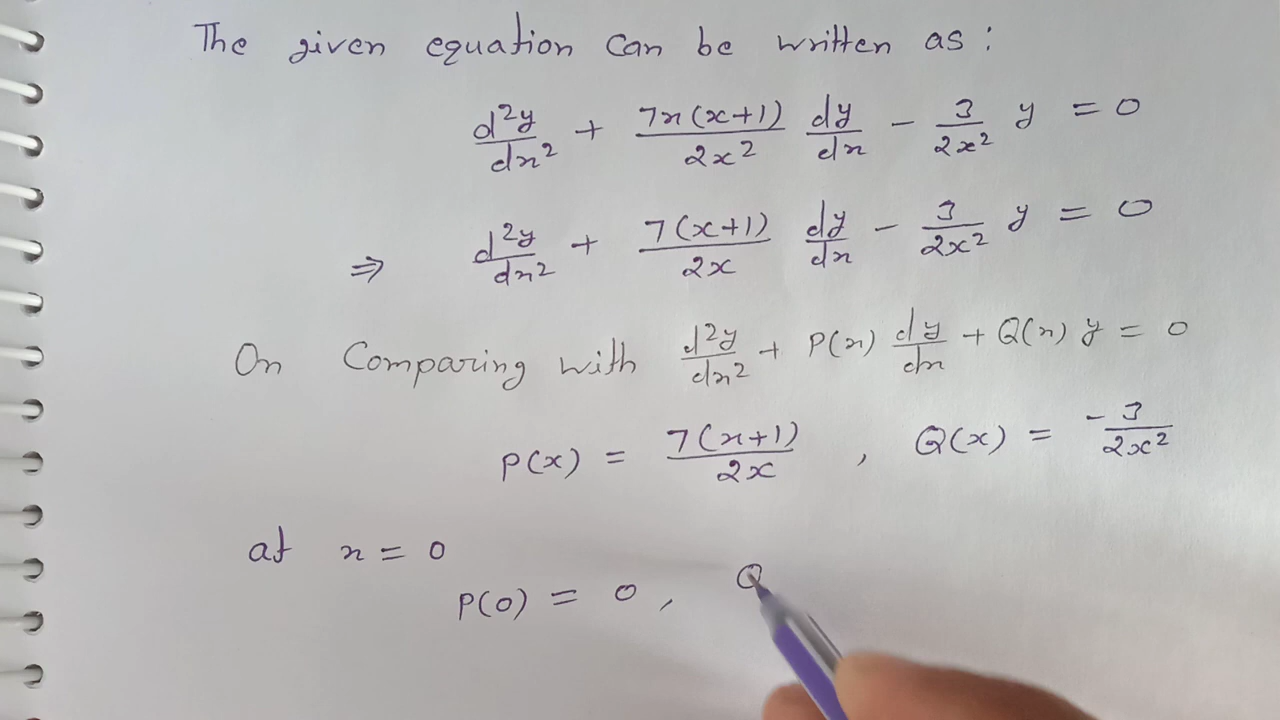 The given equation can be written as :
d²y/dx² + 7x(x+1)/2x² dy/dx - 3/2x² y = 0
⇒ d²y/dx² + 7(x+1)/2x dy/dx - 3/2x² y = 0
On Comparing with d²y/dx² + P(x) dy/dx + Q(x) y = 0
P(x) = 7(x+1)/2x , Q(x) = -3/2x²
at x = 0
P(0) = 0 , Q